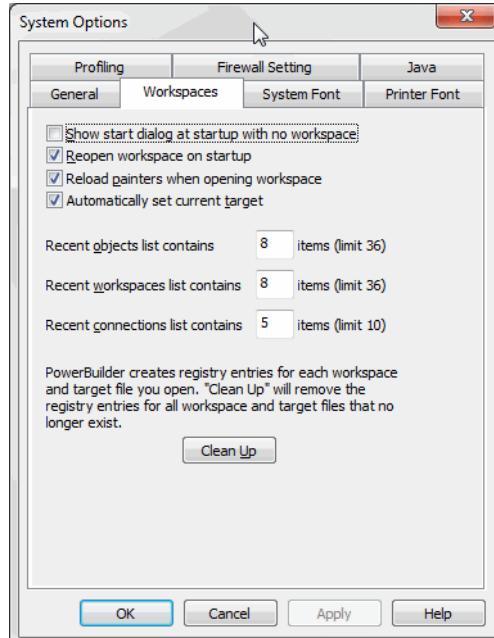 System Options
Profiling Firewall Setting Java
General Workspaces System Font Printer Font
Show start dialog at startup with no workspace
Reopen workspace on startup
Reload painters when opening workspace
Automatically set current target
Recent objects list contains 8 items (limit 36)
Recent workspaces list contains 8 items (limit 36)
Recent connections list contains 5 items (limit 10)
PowerBuilder creates registry entries for each workspace
and target file you open. "Clean Up" will remove the
registry entries for all workspace and target files that no
longer exist.
Clean Up
OK Cancel Apply Help